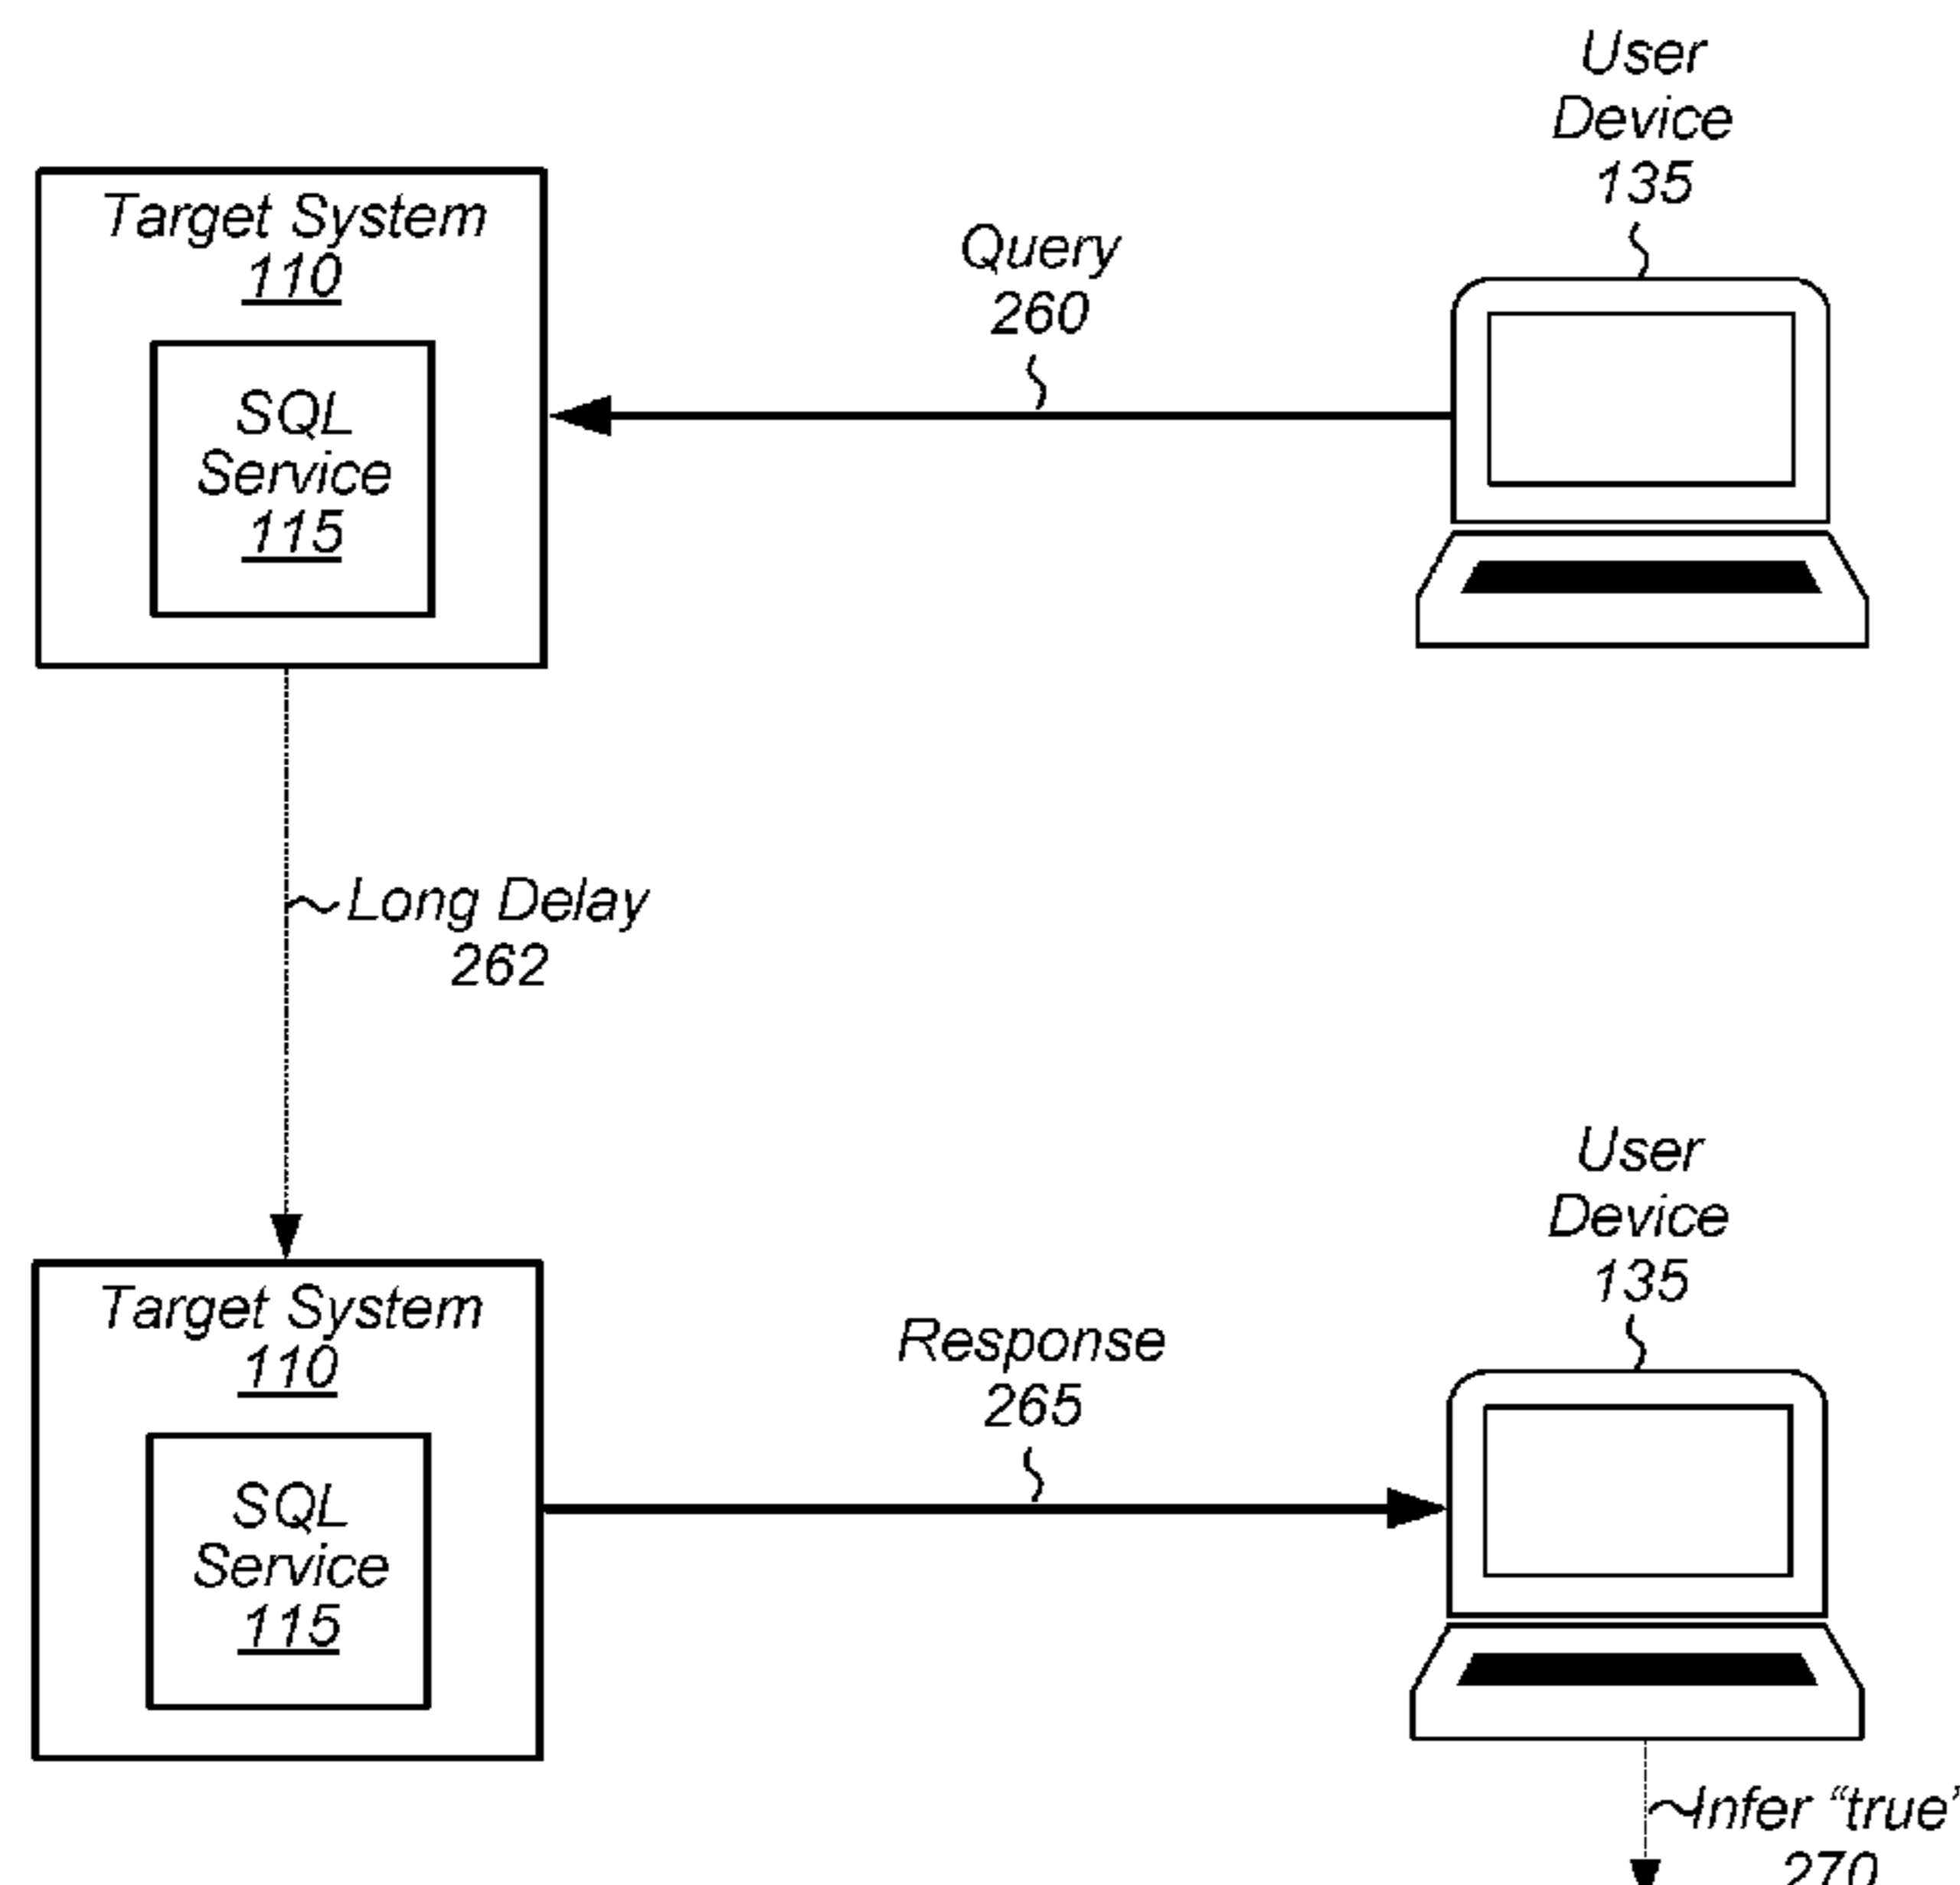 User
Device
135
Target System
110
Query
260
SQL
Service
115
Long Delay
262
User
Device
135
Target System
110
Response
265
SQL
Service
115
Infer “true”
270